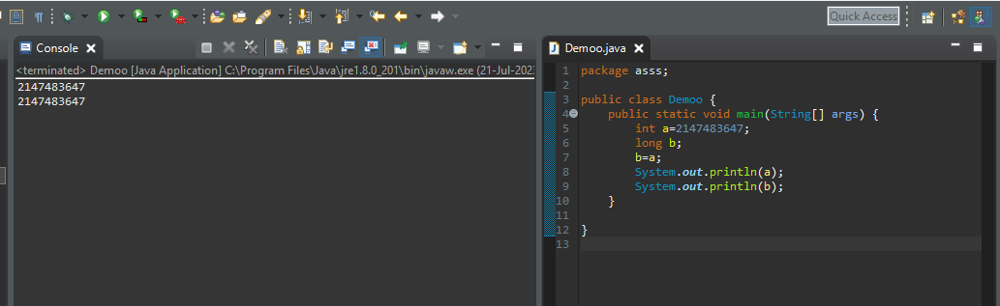 Quick Access
Console
<terminated> Demoo [Java Application] C:\Program Files\Java\jre1.8.0_201\bin\javaw.exe (21-Jul-202
2147483647
2147483647
Demoo.java
1 package asss;
2
3 public class Demoo {
4 public static void main(String[] args) {
5 int a=2147483647;
6 long b;
7 b=a;
8 System.out.println(a);
9 System.out.println(b);
10 }
11
12 }
13